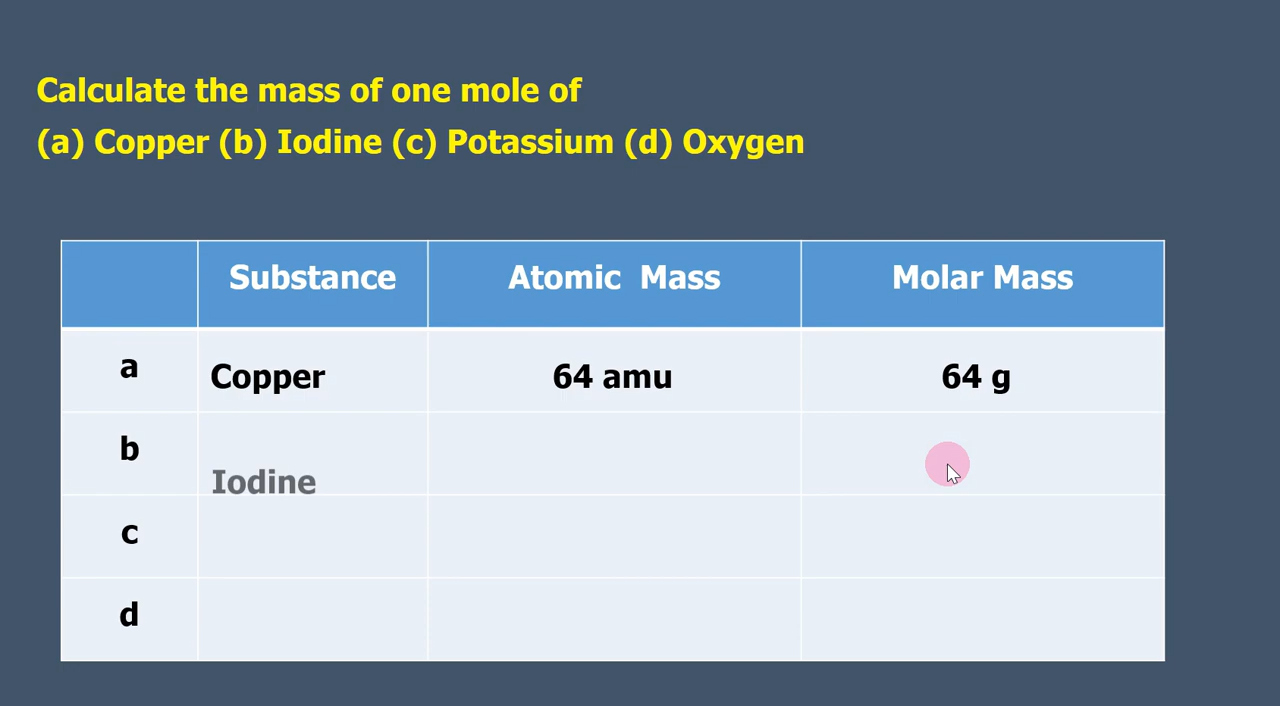 Calculate the mass of one mole of
(a) Copper (b) Iodine (c) Potassium (d) Oxygen
Substance Atomic Mass Molar Mass
a Copper 64 amu 64 g
b Iodine
c
d